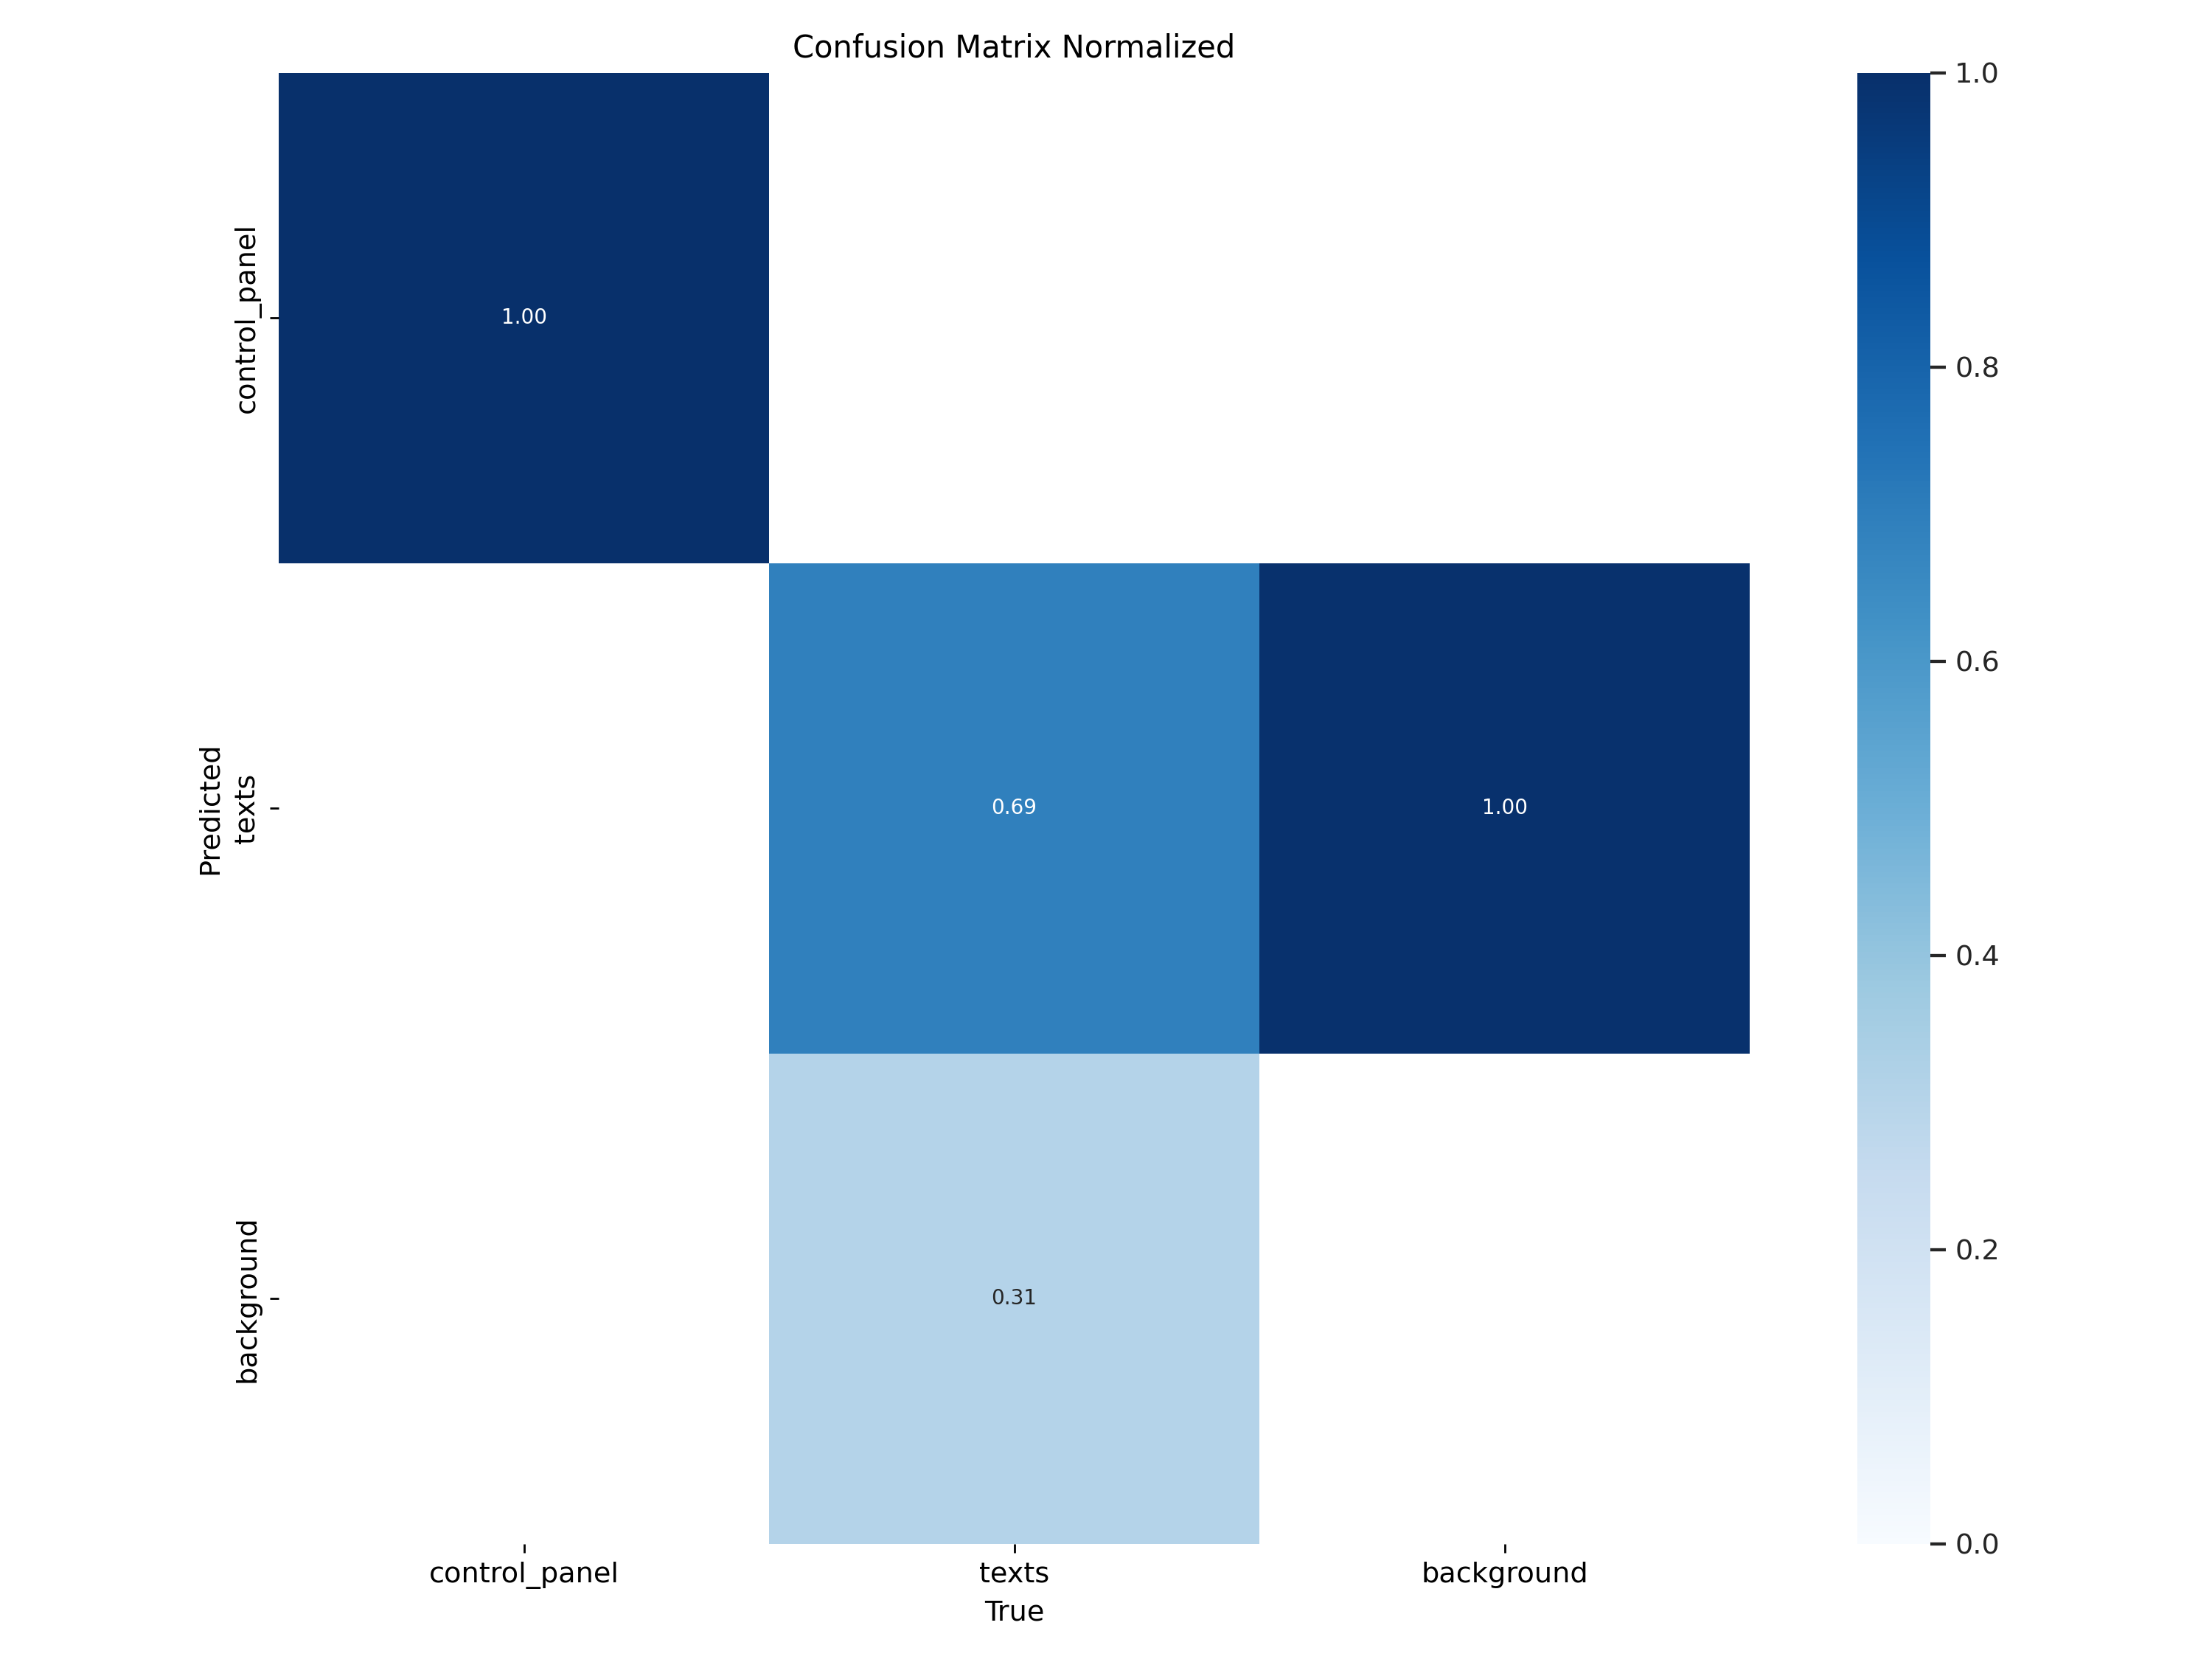 Confusion Matrix Normalized
control_panel
texts
background
Predicted
1.00
0.69
1.00
0.31
control_panel
texts
background
True
1.0
0.8
0.6
0.4
0.2
0.0